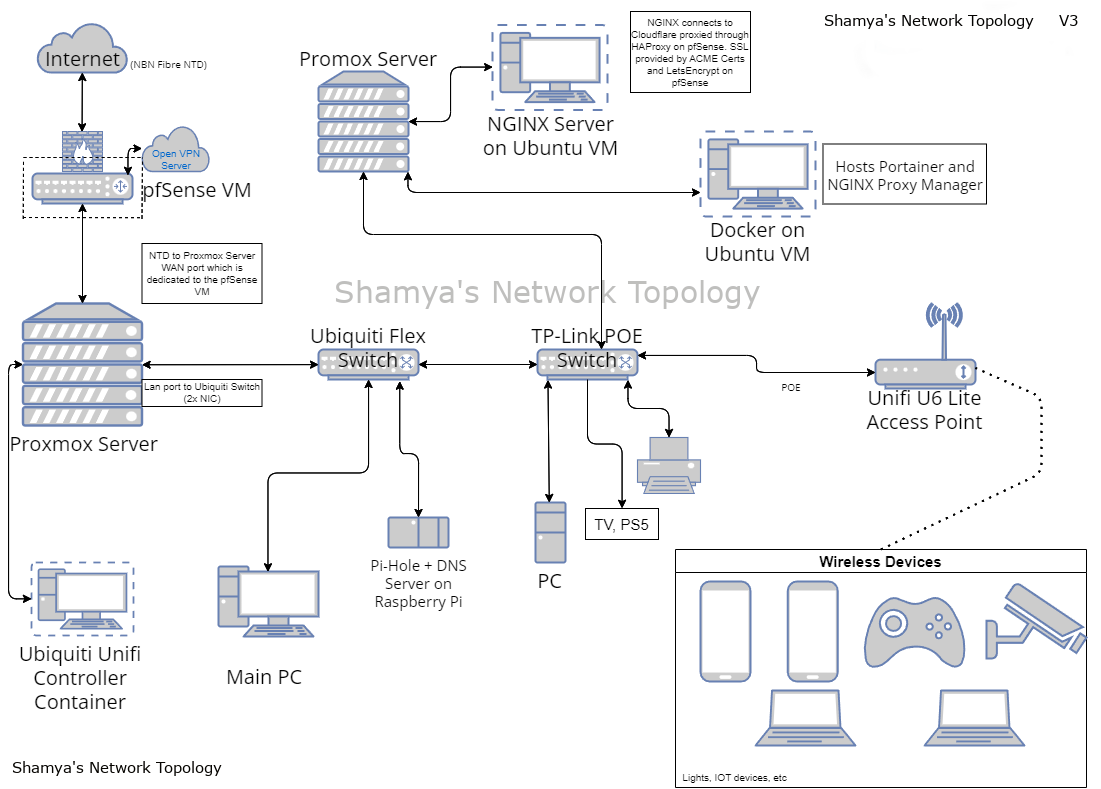 Shamya's Network Topology V3
Internet
(NBN Fibre NTD)
Open VPN
Server
pfSense VM
NTD to Proxmox Server
WAN port which is
dedicated to the pfSense
VM
Promox Server
NGINX Server
on Ubuntu VM
NGINX connects to
Cloudflare proxied through
HAProxy on pfSense. SSL
provided by ACME Certs
and LetsEncrypt on
pfSense
Docker on
Ubuntu VM
Hosts Portainer and
NGINX Proxy Manager
Shamya's Network Topology
Proxmox Server
Lan port to Ubiquiti Switch
(2x NIC)
Ubiquiti Flex
Switch
TP-Link POE
Switch
POE
Unifi U6 Lite
Access Point
Ubiquiti Unifi
Controller
Container
Main PC
Pi-Hole + DNS
Server on
Raspberry Pi
PC
TV, PS5
Wireless Devices
Lights, IOT devices, etc
Shamya's Network Topology